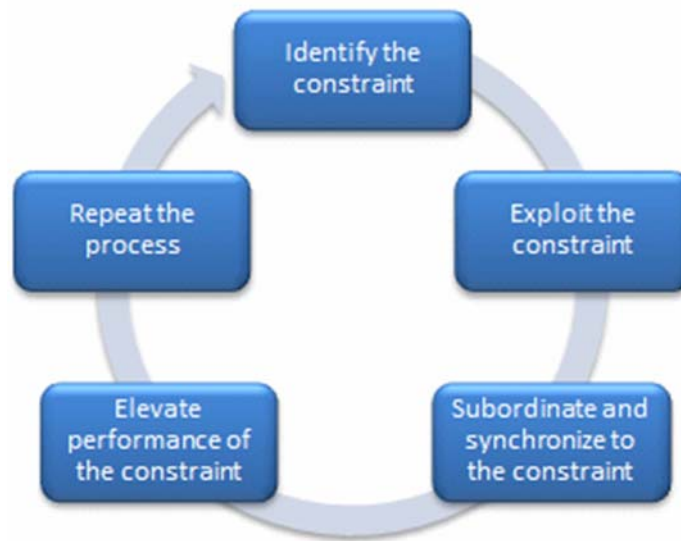 Identify the
constraint
Exploit the
constraint
Subordinate and
synchronize to
the constraint
Elevate
performance of
the constraint
Repeat the
process